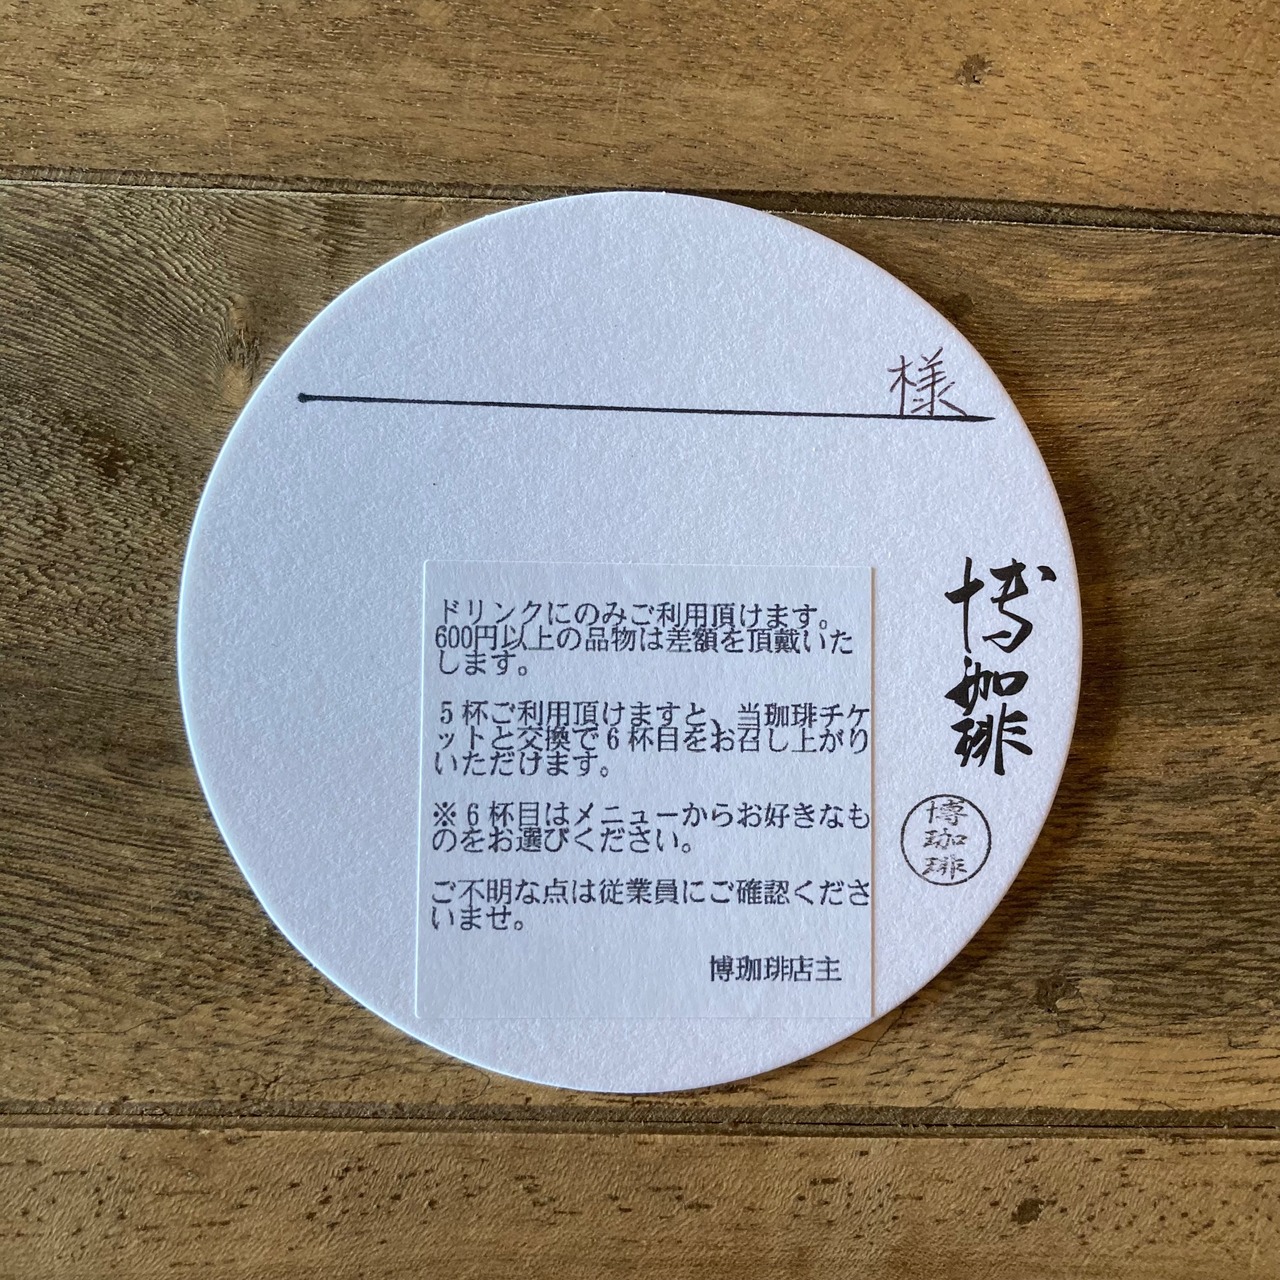 様
ドリンクにのみご利用頂けます。
600円以上の品物は差額を頂戴いた
します。
5杯ご利用頂けますと、当珈琲チケ
ットと交換で6杯目をお召し上がり
いただけます。
※6杯目はメニューからお好きなも
のをお選びください。
ご不明な点は従業員にご確認くださ
いませ。
博珈琲店主
博珈琲
博
珈
琲